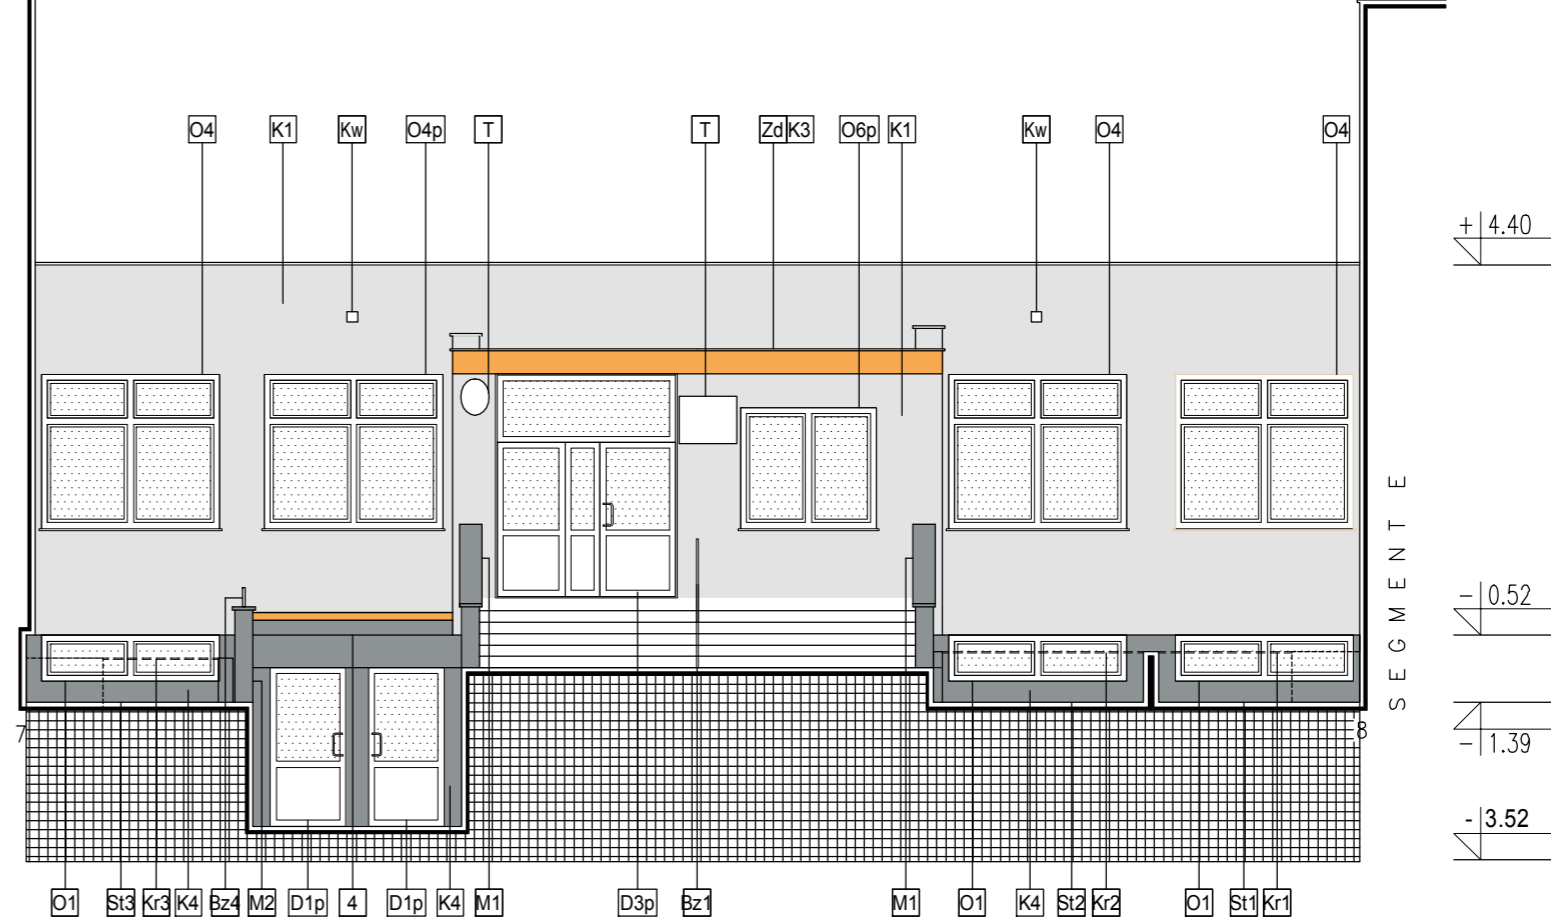 O4 K1 Kw O4p T T Zd K3 O6p K1 Kw O4 O4
+ 4.40
SEGMENT E
- 0.52
7 8
- 1.39
- 3.52
O1 St3 Kr3 K4 Bz4 M2 D1p 4 D1p K4 M1 D3p Bz1 M1 O1 K4 St2 Kr2 O1 St1 Kr1